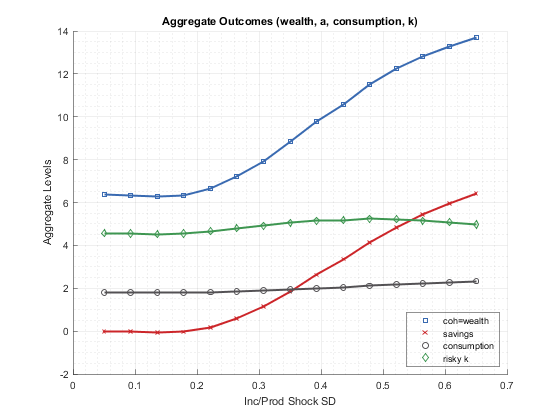 Aggregate Outcomes (wealth, a, consumption, k)
14
12
10
8
6
4
2
0
-2
Aggregate Levels
0
0.1
0.2
0.3
0.4
0.5
0.6
0.7
Inc/Prod Shock SD
coh=wealth
savings
consumption
risky k